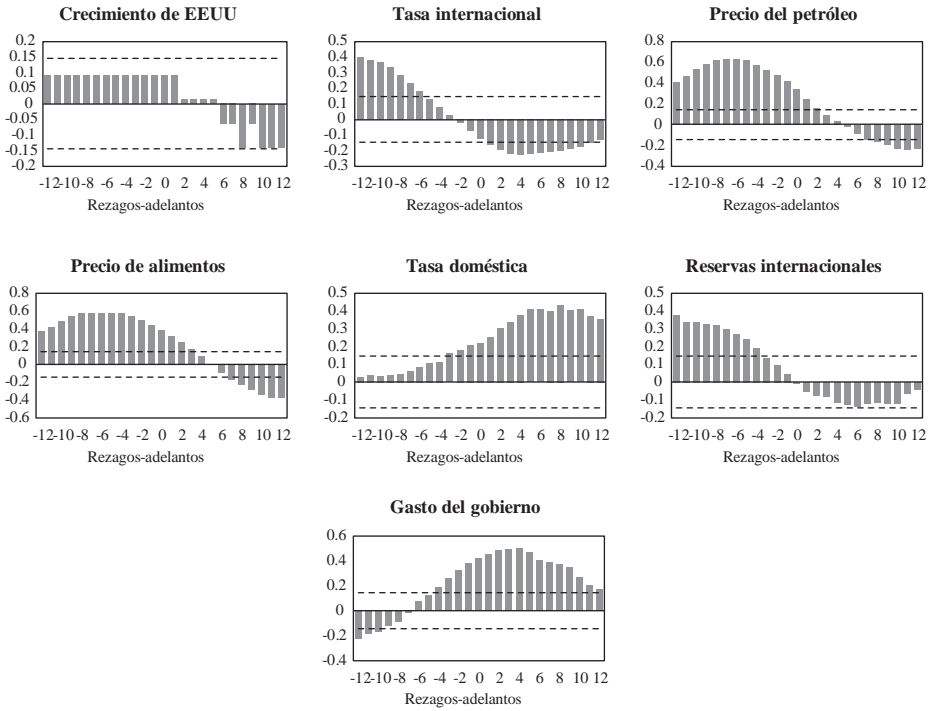 Crecimiento de EEUU
0.2
0.15
0.1
0.05
0
-0.05
-0.1
-0.15
-0.2
-12-10-8 -6 -4 -2 0 2 4 6 8 10 12
Rezagos-adelantos
Tasa internacional
0.5
0.4
0.3
0.2
0.1
0
-0.1
-0.2
-0.3
-12-10-8 -6 -4 -2 0 2 4 6 8 10 12
Rezagos-adelantos
Precio del petróleo
0.8
0.6
0.4
0.2
0
-0.2
-0.4
-12-10-8 -6 -4 -2 0 2 4 6 8 10 12
Rezagos-adelantos
Precio de alimentos
0.8
0.6
0.4
0.2
0
-0.2
-0.4
-0.6
-12-10-8 -6 -4 -2 0 2 4 6 8 10 12
Rezagos-adelantos
Tasa doméstica
0.5
0.4
0.3
0.2
0.1
0
-0.1
-0.2
-12-10-8 -6 -4 -2 0 2 4 6 8 10 12
Rezagos-adelantos
Reservas internacionales
0.5
0.4
0.3
0.2
0.1
0
-0.1
-0.2
-12-10-8 -6 -4 -2 0 2 4 6 8 10 12
Rezagos-adelantos
Gasto del gobierno
0.6
0.4
0.2
0
-0.2
-0.4
-12-10-8 -6 -4 -2 0 2 4 6 8 10 12
Rezagos-adelantos